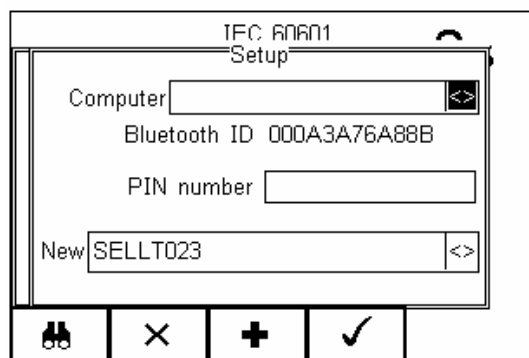 IEC 60601
Setup
Computer <>
Bluetooth ID 000A3A76A88B
PIN number
New SELLT023 <>